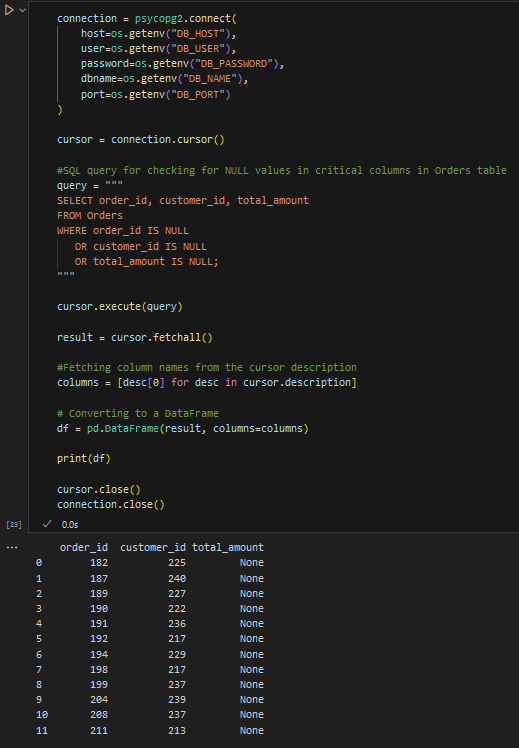 connection = psycopg2.connect(
    host=os.getenv("DB_HOST"),
    user=os.getenv("DB_USER"),
    password=os.getenv("DB_PASSWORD"),
    dbname=os.getenv("DB_NAME"),
    port=os.getenv("DB_PORT")
)
cursor = connection.cursor()
#SQL query for checking for NULL values in critical columns in Orders table
query = """
SELECT order_id, customer_id, total_amount
FROM Orders
WHERE order_id IS NULL
   OR customer_id IS NULL
   OR total_amount IS NULL;
"""
cursor.execute(query)
result = cursor.fetchall()
#Fetching column names from the cursor description
columns = [desc[0] for desc in cursor.description]
# Converting to a DataFrame
df = pd.DataFrame(result, columns=columns)
print(df)
cursor.close()
connection.close()
[23] 0.0s
... order_id customer_id total_amount
0 182 225 None
1 187 240 None
2 189 227 None
3 190 222 None
4 191 236 None
5 192 217 None
6 194 229 None
7 198 217 None
8 199 237 None
9 204 239 None
10 208 237 None
11 211 213 None